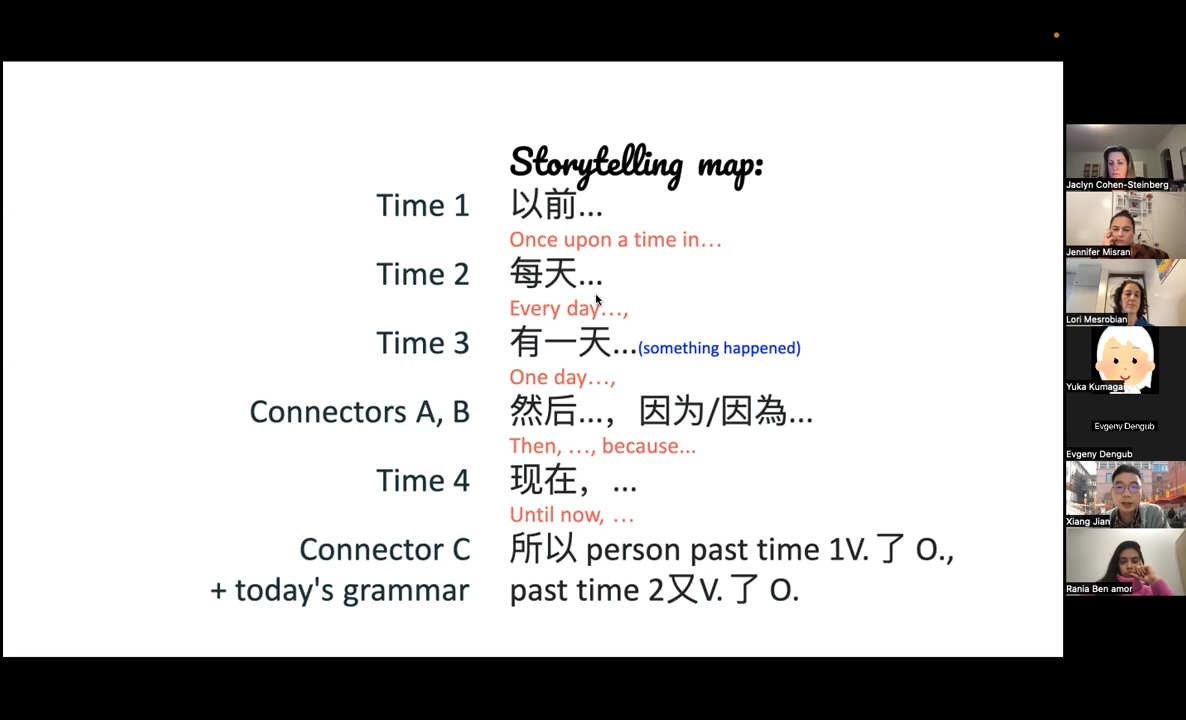 Storytelling map:
Time 1 以前...
Once upon a time in…
Time 2 每天...
Every day…,
Time 3 有一天...(something happened)
One day…,
Connectors A, B 然后...，因为/因為...
Then, …, because...
Time 4 现在，...
Until now, …
Connector C 所以 person past time 1V. 了 O.,
+ today's grammar past time 2又V. 了 O.
Jaclyn Cohen-Steinberg
Jennifer Misran
Lori Mesrobian
Yuka Kumaga
Evgeny Dengub
Evgeny Dengub
Xiang Jian
Rania Ben amor